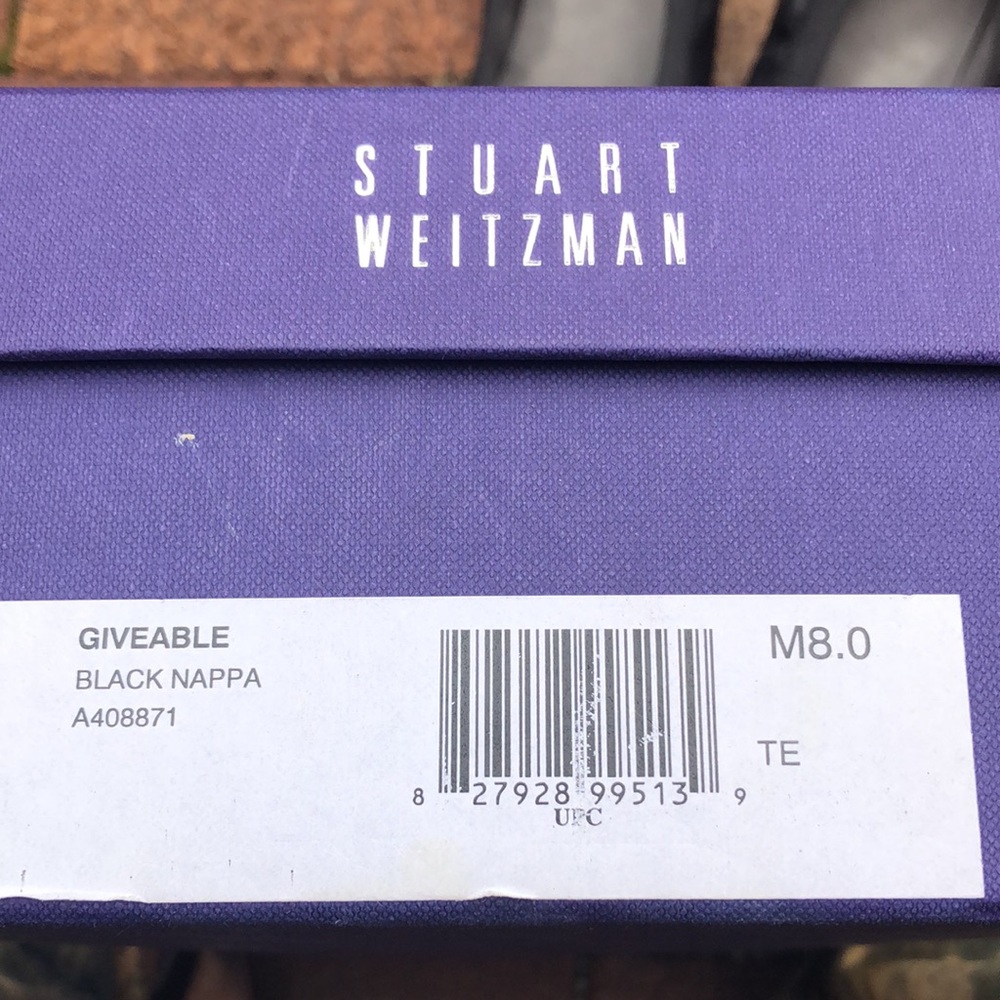 STUART
WEITZMAN
GIVEABLE
BLACK NAPPA
A408871
M8.0
TE
8 27928 99513 9
UPC